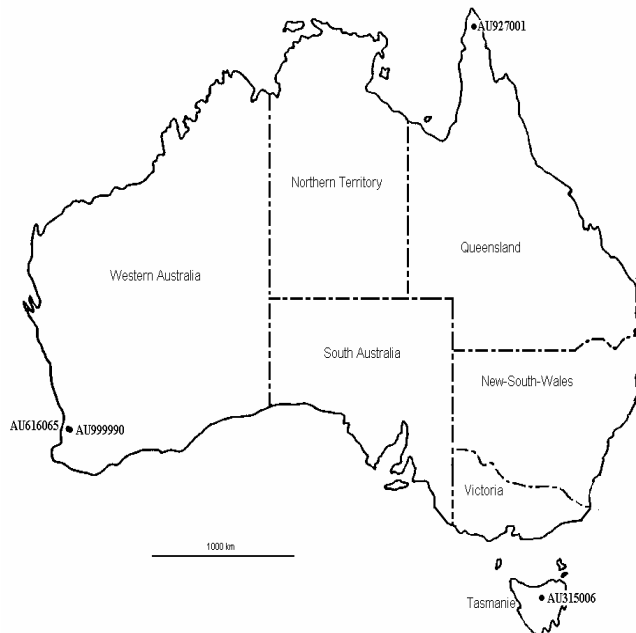 AU927001
Northern Territory
Queensland
Western Australia
South Australia
New-South-Wales
AU616065
AU999990
Victoria
1000 km
Tasmanie
AU315006